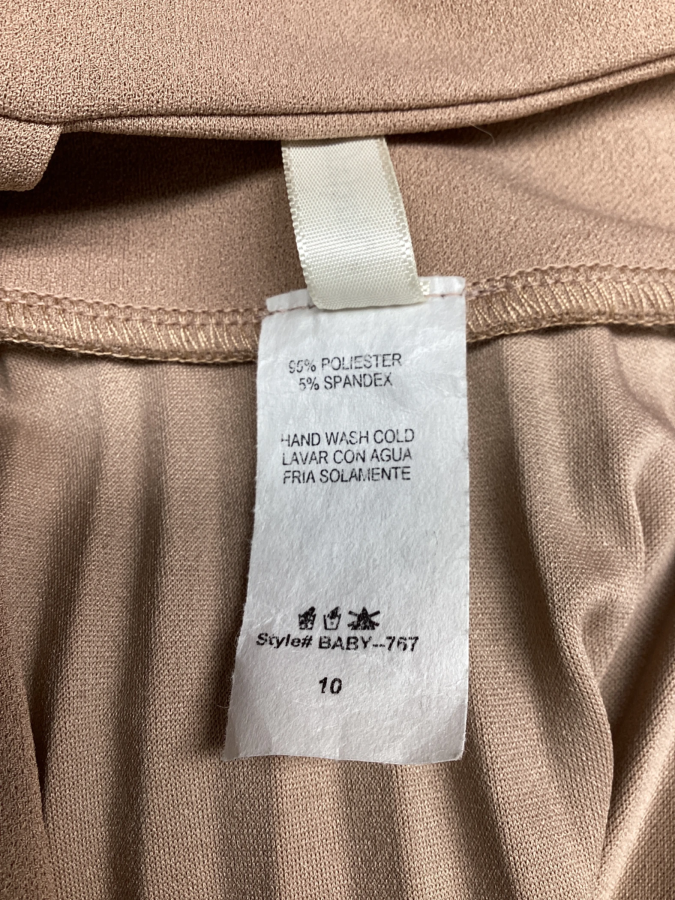 95% POLIESTER
5% SPANDEX
HAND WASH COLD
LAVAR CON AGUA
FRIA SOLAMENTE
Style# BABY--767
10